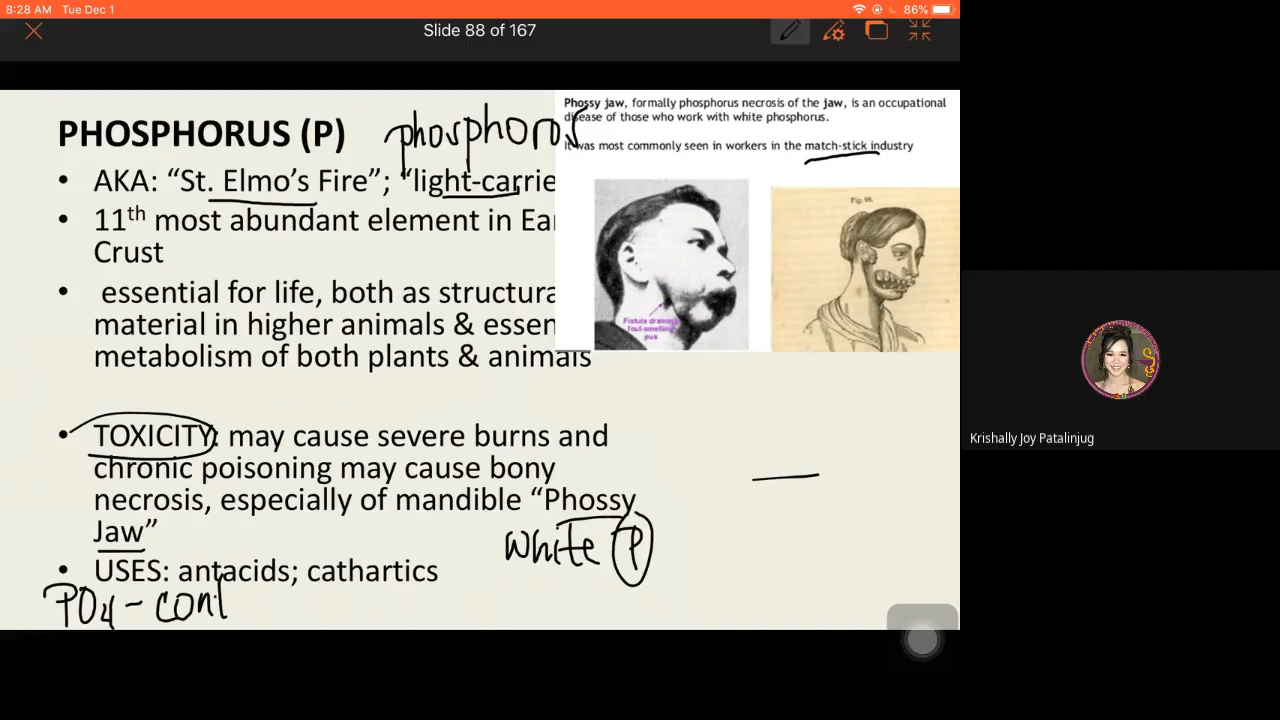 8:28 AM Tue Dec 1
86%
Slide 88 of 167
PHOSPHORUS (P)
phosphoros
• AKA: “St. Elmo’s Fire”; “light-carrie
• 11th most abundant element in Ear
Crust
• essential for life, both as structura
material in higher animals & essen
metabolism of both plants & animals
Phossy jaw, formally phosphorus necrosis of the jaw, is an occupational
disease of those who work with white phosphorus.
It was most commonly seen in workers in the match-stick industry
Fistula draining
foul-smelling
pus
Fig. 98.
• TOXICITY: may cause severe burns and
chronic poisoning may cause bony
necrosis, especially of mandible “Phossy
Jaw”
white P
• USES: antacids; cathartics
PO4 - cont
Krishally Joy Patalinjug